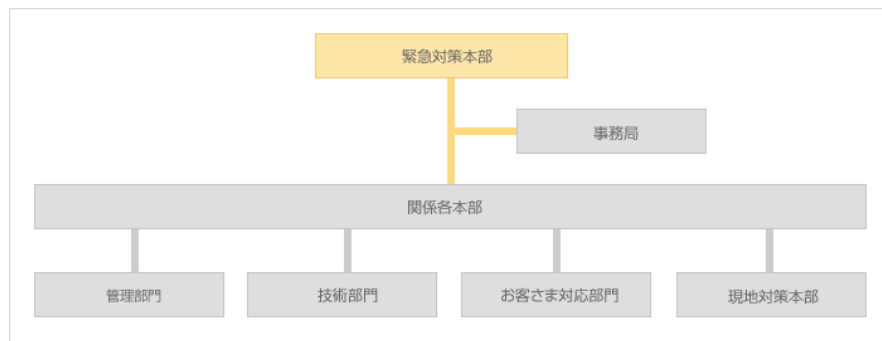 緊急対策本部
事務局
関係各本部
管理部門
技術部門
お客さま対応部門
現地対策本部